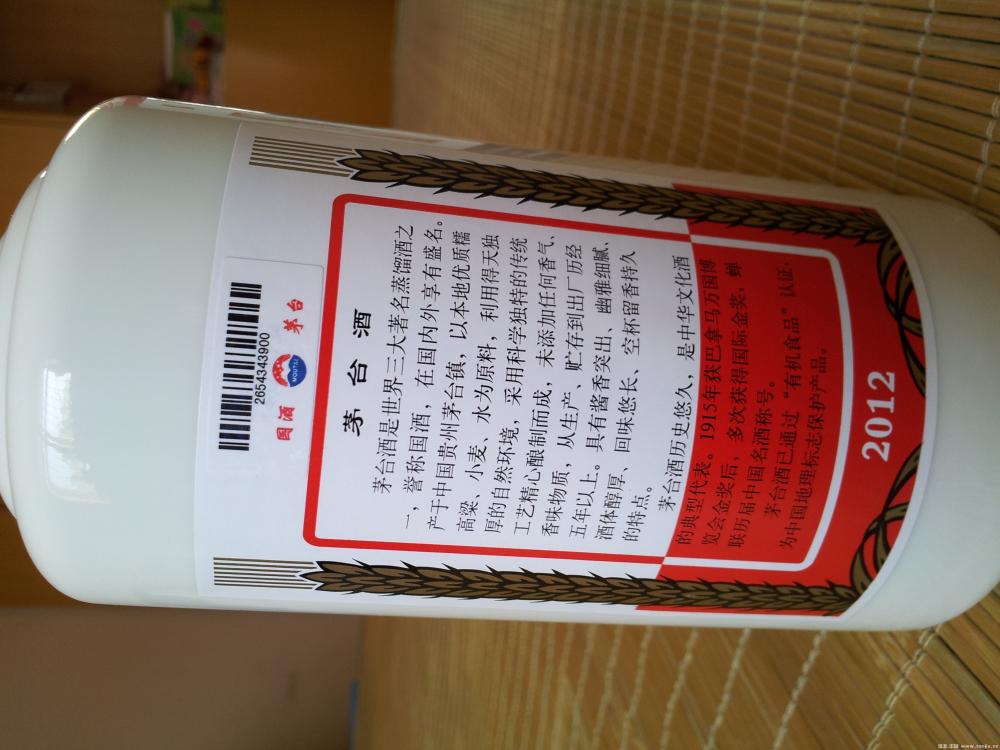 2654343900
国酒
MOUTAI
茅台
茅台酒
茅台酒是世界三大著名蒸馏酒之
一，誉称国酒，在国内外享有盛名。
产于中国贵州茅台镇，以本地优质糯
高粱、小麦、水为原料，利用得天独
厚的自然环境，采用科学独特的传统
工艺精心酿制而成，未添加任何香气、
香味物质，从生产、贮存到出厂历经
五年以上。具有酱香突出、幽雅细腻、
酒体醇厚、回味悠长、空杯留香持久
的特点。
茅台酒历史悠久，是中华文化酒
的典型代表。1915年获巴拿马万国博
览会金奖后，多次获得国际金奖，蝉
联历届中国名酒称号。
茅台酒已通过“有机食品”认证，
为中国地理标志保护产品。
2012